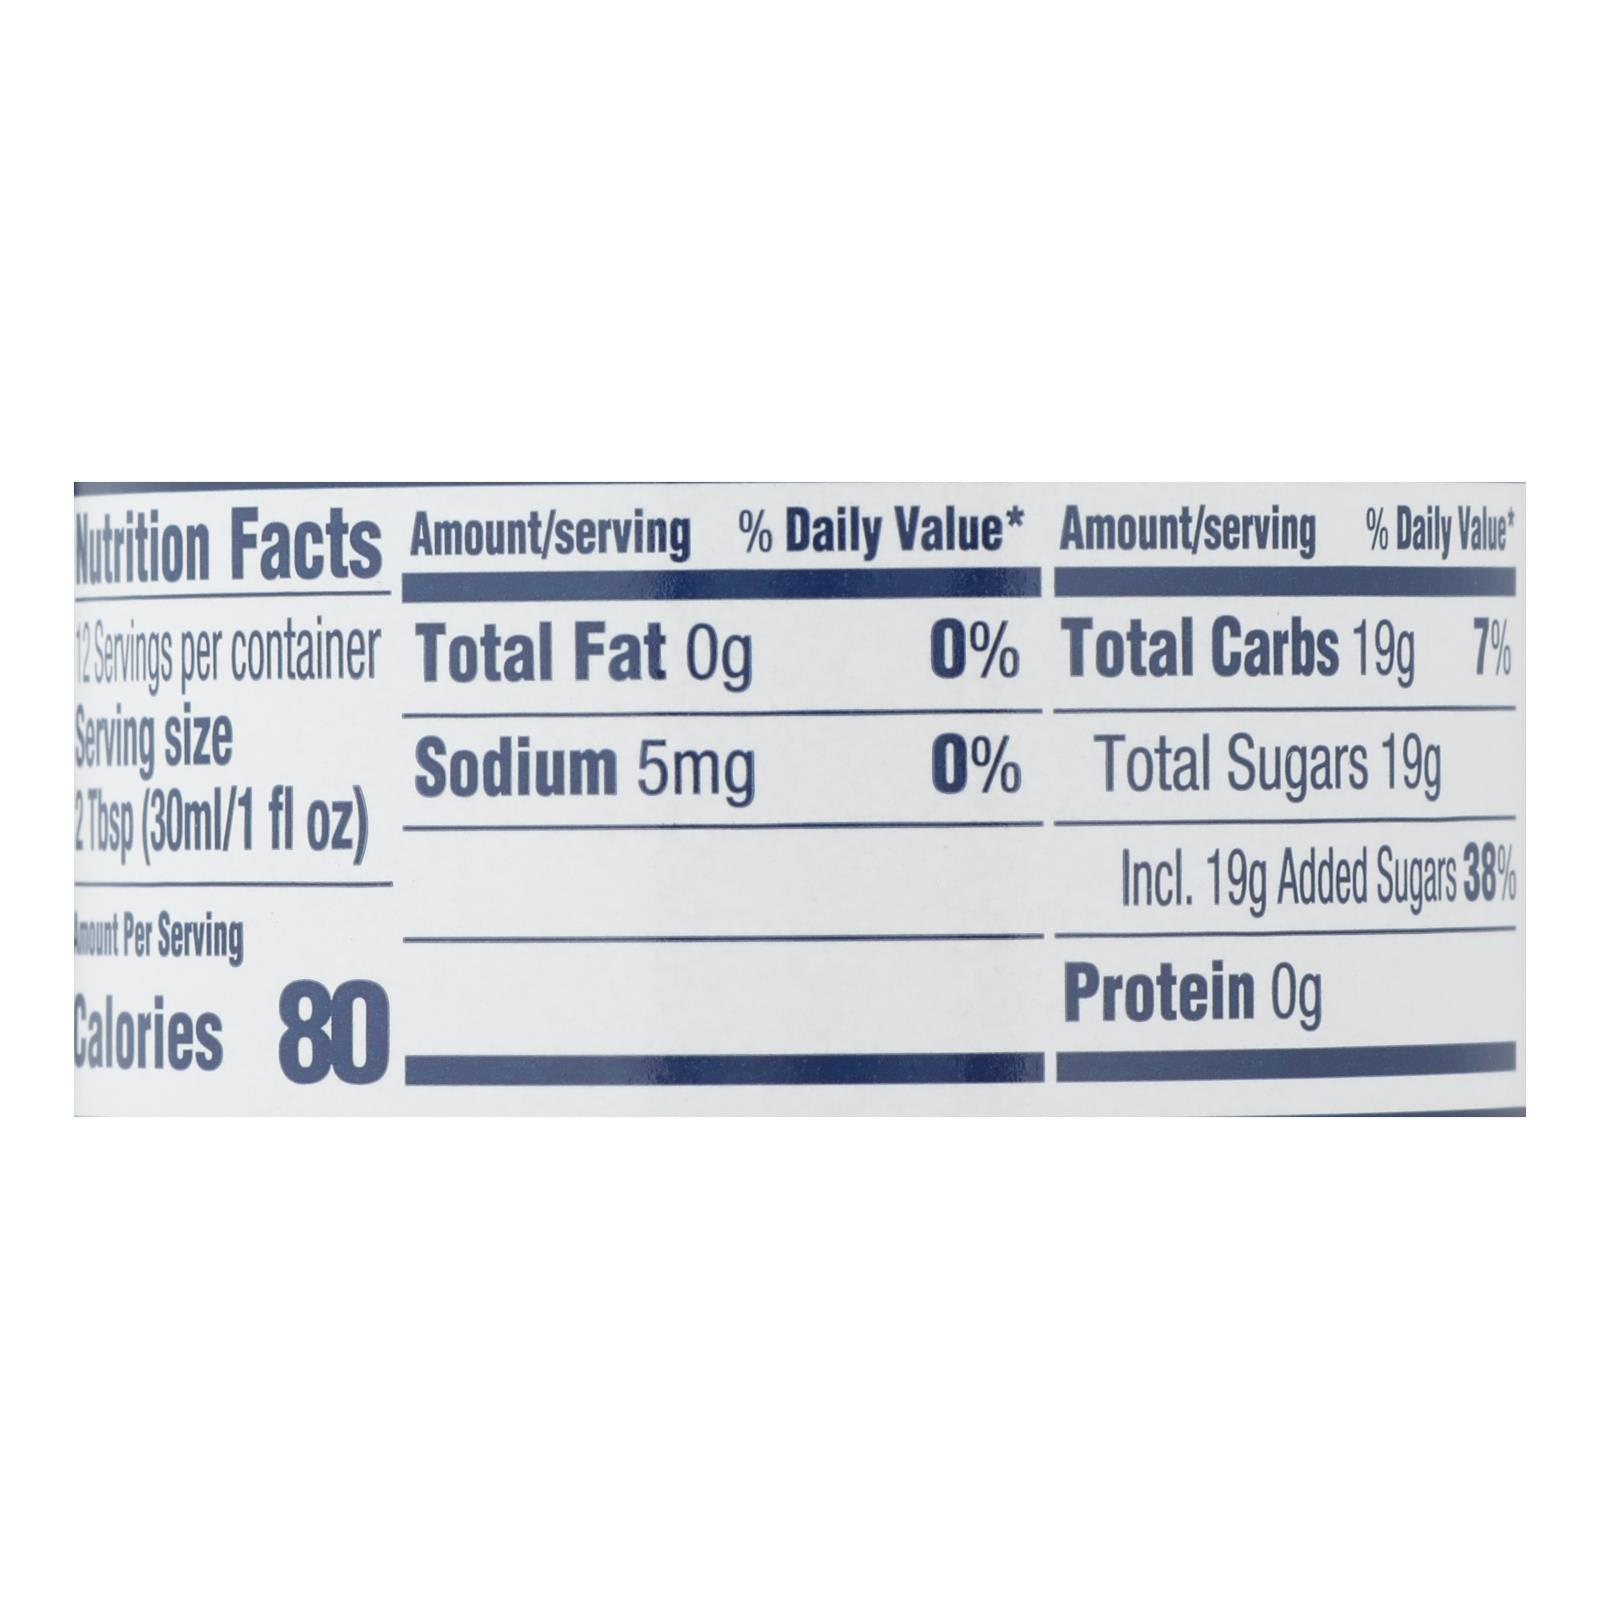 Nutrition Facts
12 Servings per container
Serving size
2 Tbsp (30ml/1 fl oz)
Amount Per Serving
Calories 80
Amount/serving % Daily Value*
Total Fat 0g 0%
Sodium 5mg 0%
Amount/serving % Daily Value*
Total Carbs 19g 7%
Total Sugars 19g
Incl. 19g Added Sugars 38%
Protein 0g